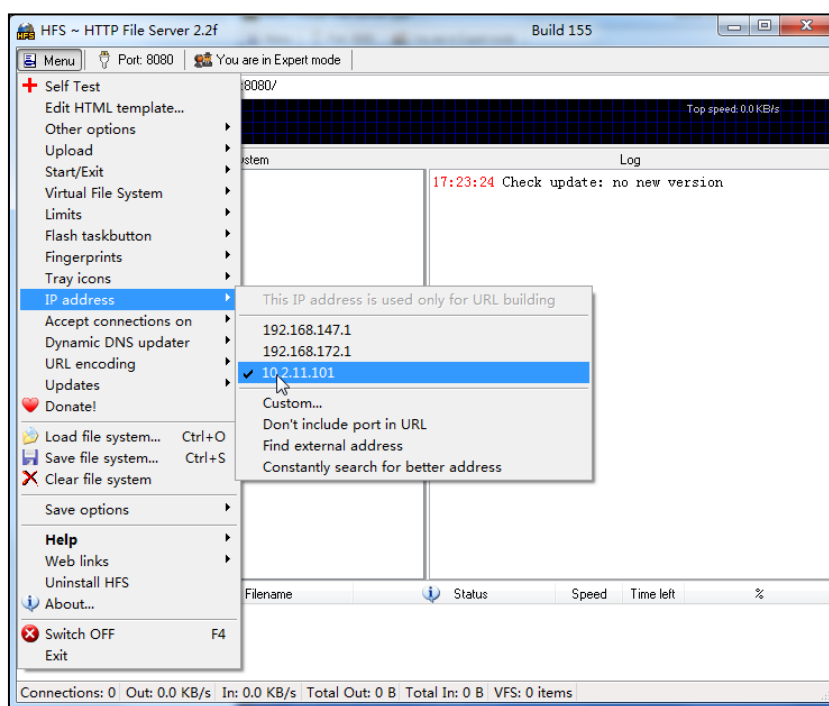 HFS ~ HTTP File Server 2.2f Build 155
Menu Port: 8080 You are in Expert mode
:8080/
Top speed: 0.0 KB/s
Log
17:23:24 Check update: no new version
Self Test
Edit HTML template...
Other options
Upload
Start/Exit
Virtual File System
Limits
Flash taskbutton
Fingerprints
Tray icons
IP address
Accept connections on
Dynamic DNS updater
URL encoding
Updates
Donate!
Load file system... Ctrl+O
Save file system... Ctrl+S
Clear file system
Save options
Help
Web links
Uninstall HFS
About...
Switch OFF F4
Exit
This IP address is used only for URL building
192.168.147.1
192.168.172.1
10.2.11.101
Custom...
Don't include port in URL
Find external address
Constantly search for better address
Filename Status Speed Time left %
Connections: 0 Out: 0.0 KB/s In: 0.0 KB/s Total Out: 0 B Total In: 0 B VFS: 0 items